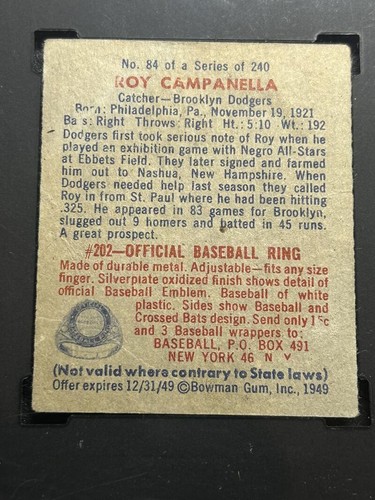 No. 84 of a Series of 240
ROY CAMPANELLA
Catcher—Brooklyn Dodgers
Born: Philadelphia, Pa., November 19, 1921
Bats: Right Throws: Right Ht.: 5:10 Wt.: 192
Dodgers first took serious note of Roy when he
played an exhibition game with Negro All-Stars
at Ebbets Field. They later signed and farmed
him out to Nashua, New Hampshire. When
Dodgers needed help last season they called
Roy in from St. Paul where he had been hitting
.325. He appeared in 83 games for Brooklyn,
slugged out 9 homers and batted in 45 runs.
A great prospect.
#202—OFFICIAL BASEBALL RING
Made of durable metal. Adjustable—fits any size
finger. Silverplate oxidized finish shows detail of
official Baseball Emblem. Baseball of white
plastic. Sides show Baseball and
Crossed Bats design. Send only
and 3 Baseball wrappers to:
BASEBALL, P.O. BOX 491
NEW YORK 46 N Y
(Not valid where contrary to State laws)
Offer expires 12/31/49 ©Bowman Gum, Inc., 1949